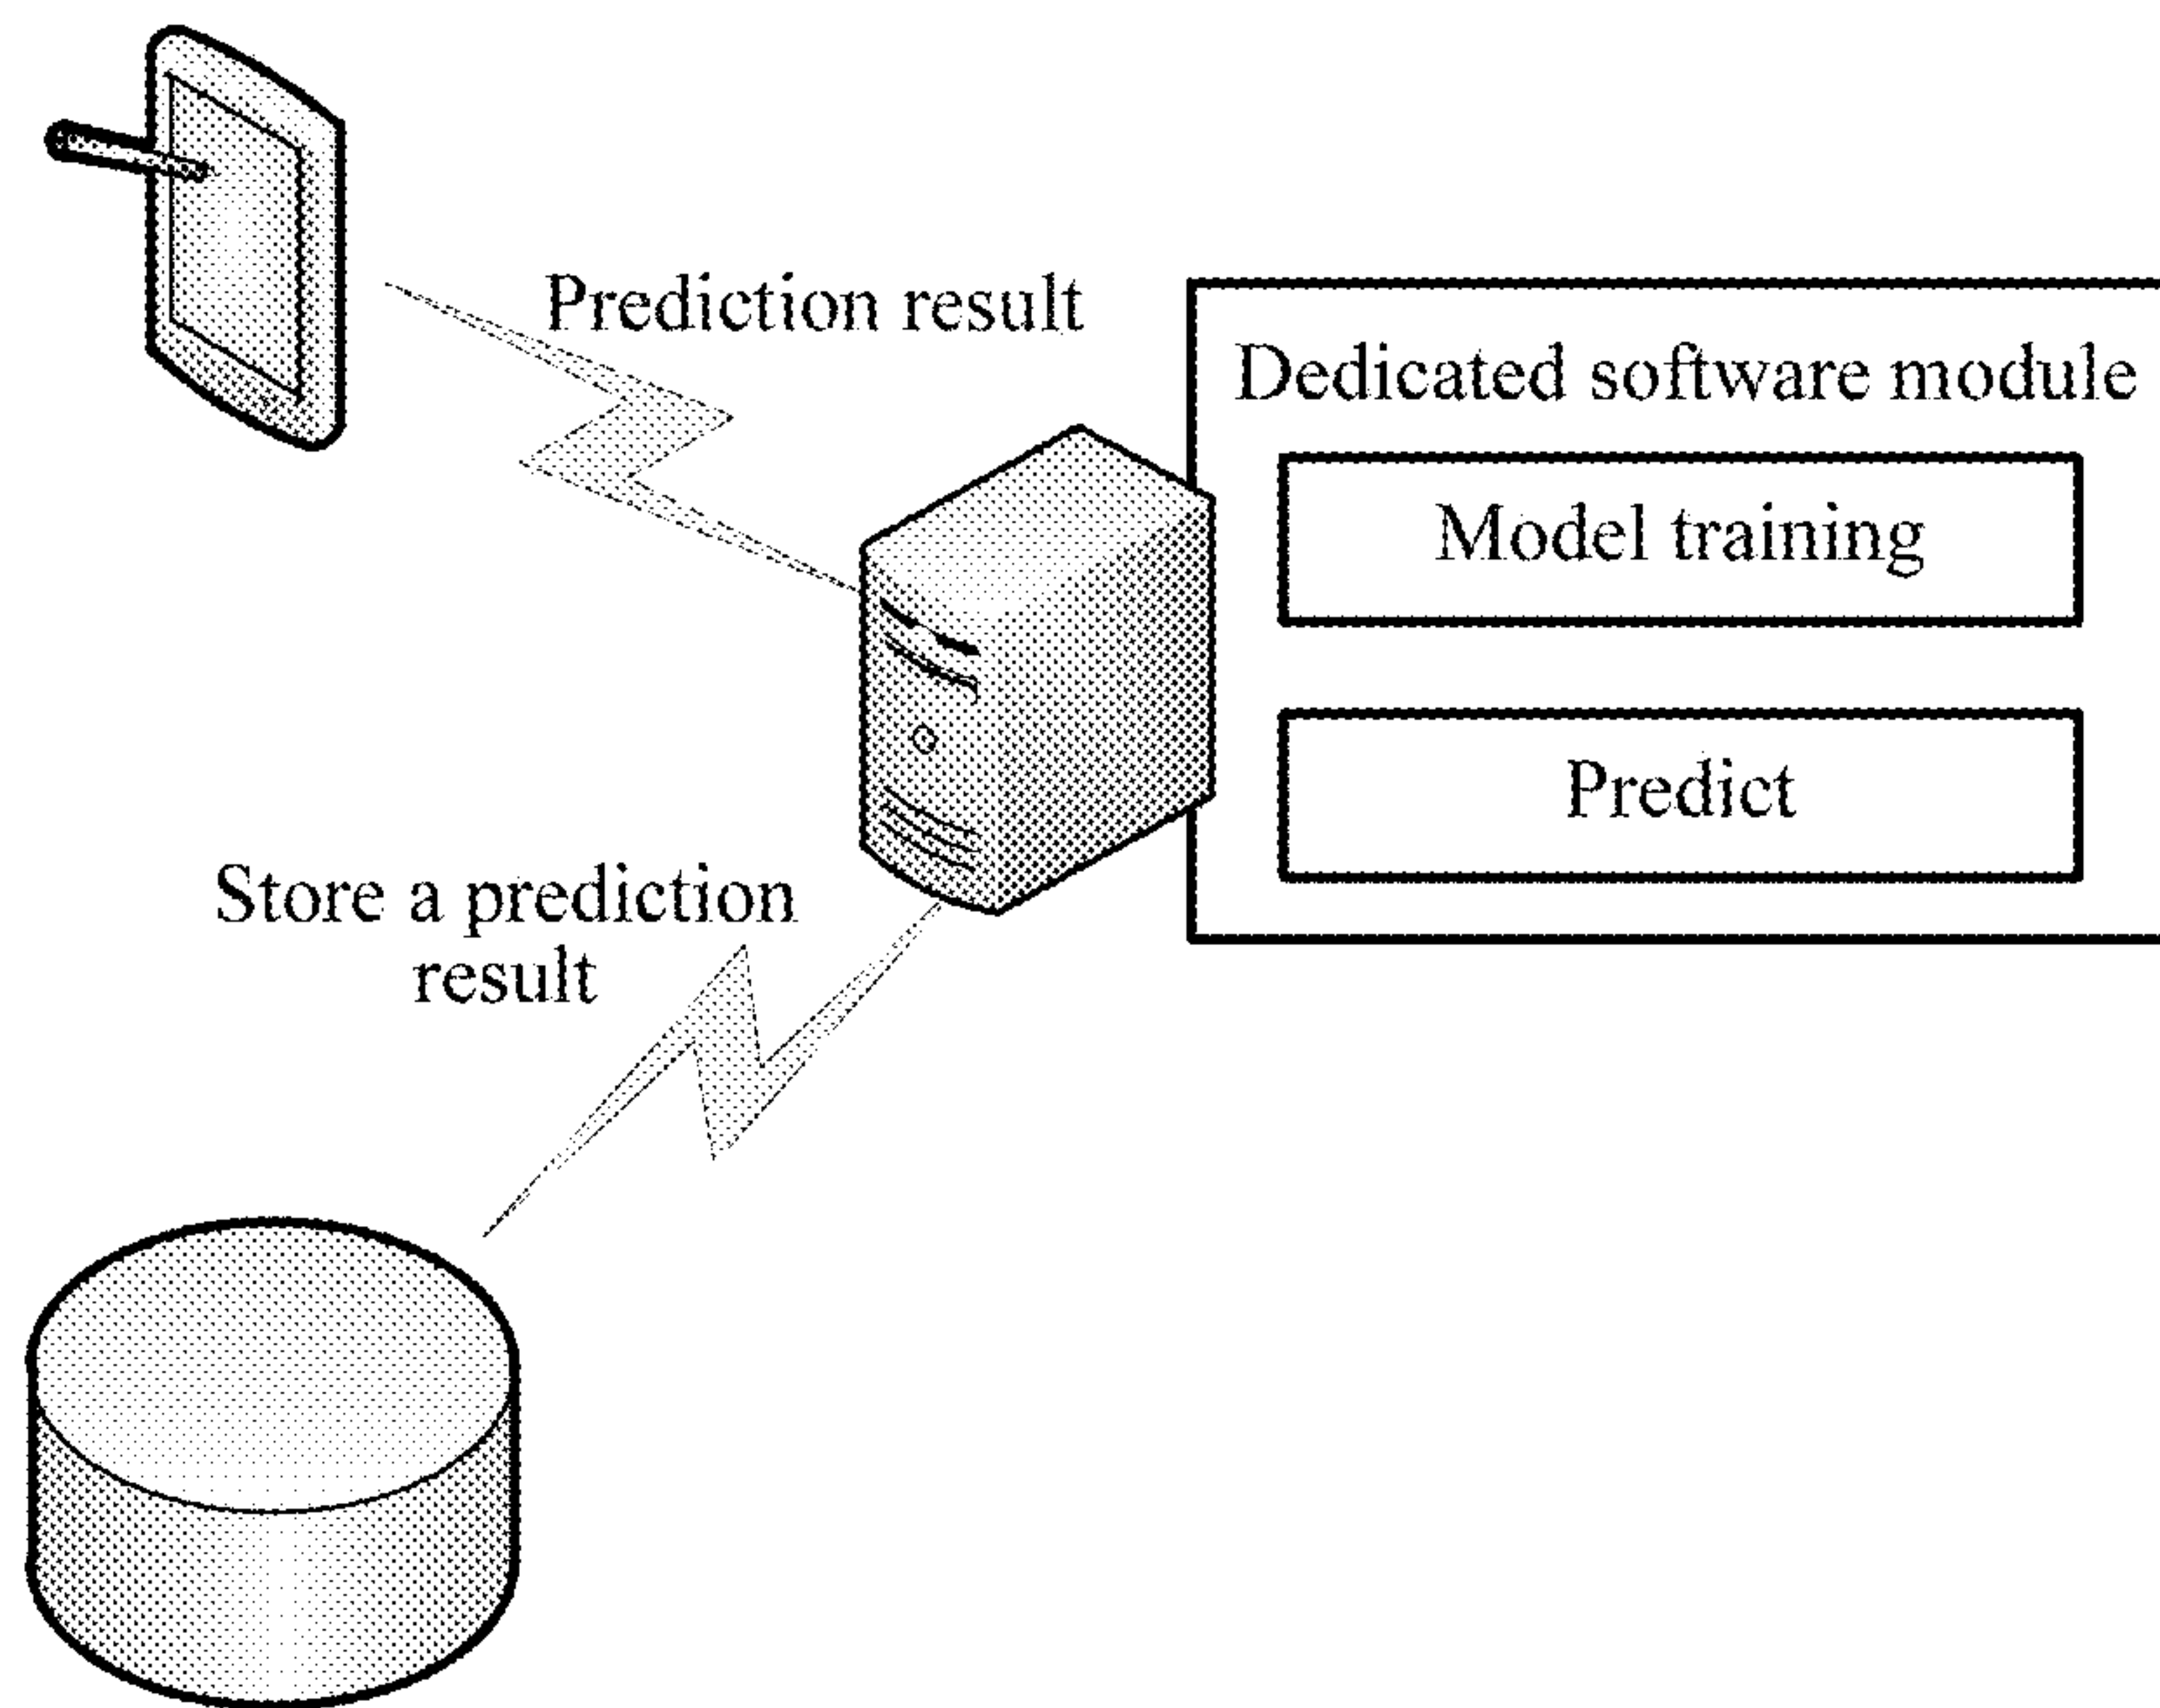 Prediction result
Dedicated software module
Model training
Predict
Store a prediction
result